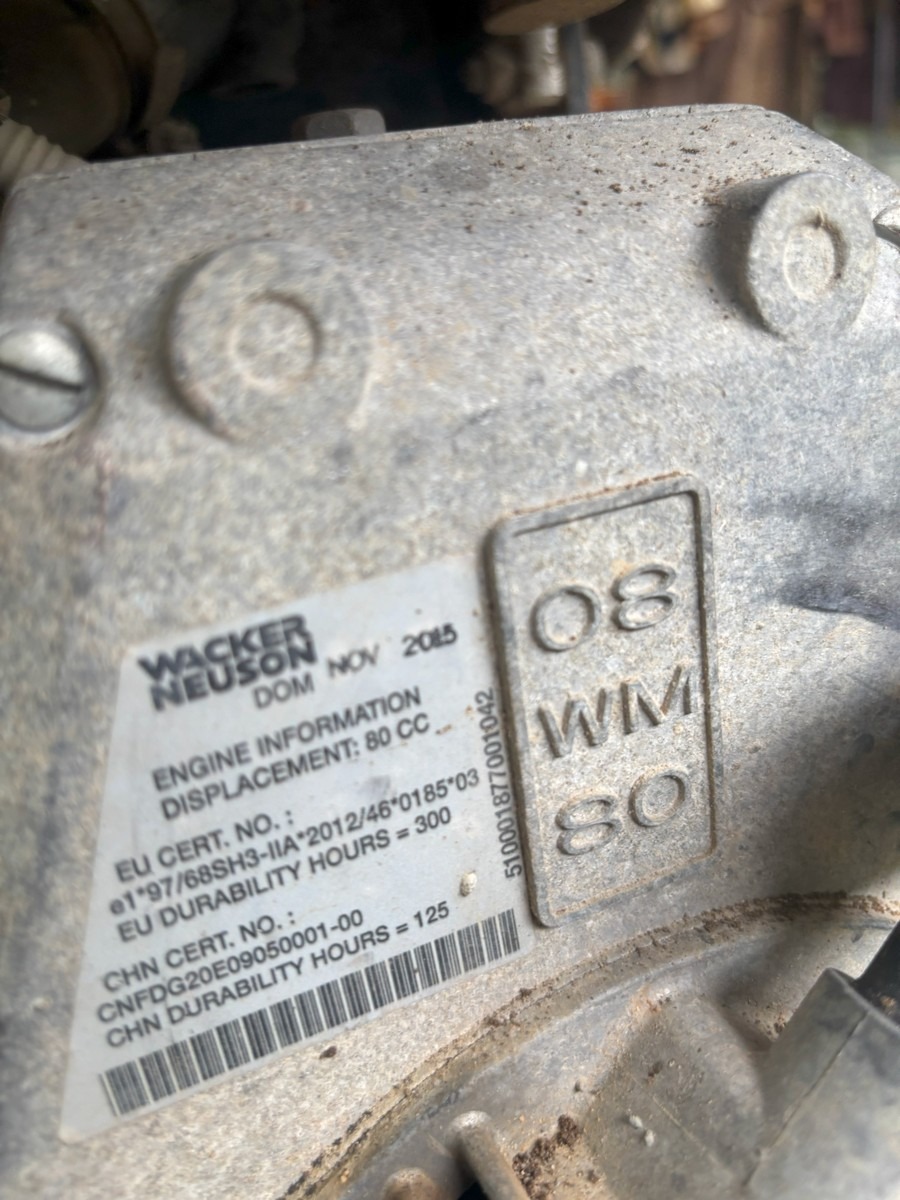 WACKER
NEUSON
DOM NOV 2015
ENGINE INFORMATION
DISPLACEMENT: 80 CC
EU CERT. NO. :
e1*97/68SH3-IIA*2012/46*0185*03
EU DURABILITY HOURS = 300
CHN CERT. NO. :
CNFDG20E09050001-00
CHN DURABILITY HOURS = 125
510001827701042
08
WM
80